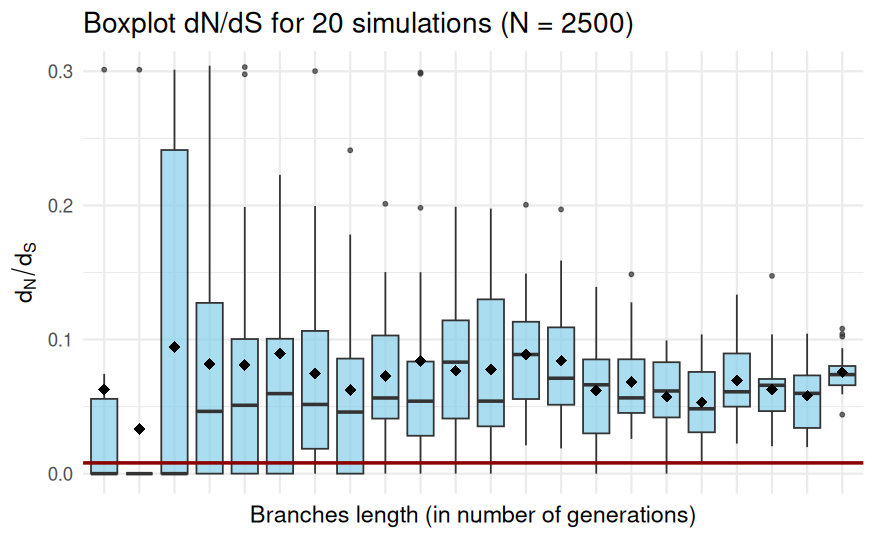 Boxplot dN/dS for 20 simulations (N = 2500)
0.3
0.2
0.1
0.0
dN/dS
Branches length (in number of generations)